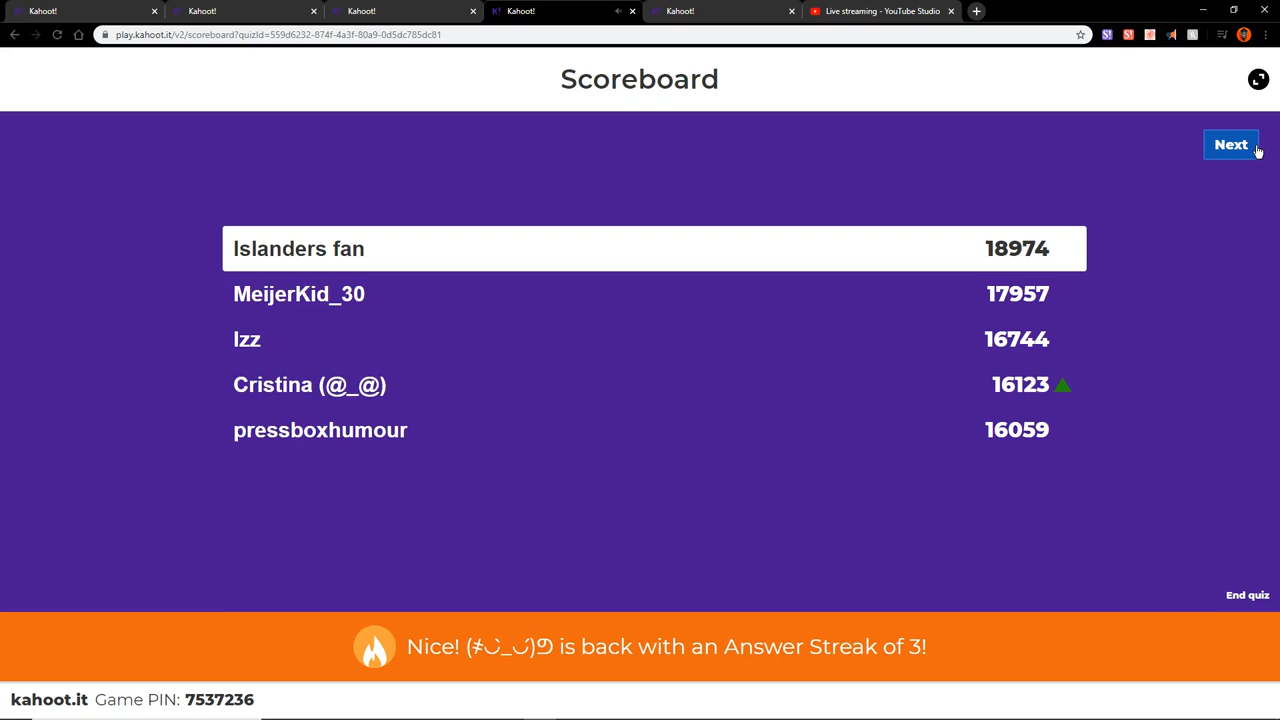 Kahoot! Kahoot! Kahoot! Kahoot! Kahoot! Live streaming - YouTube Studio
play.kahoot.it/v2/scoreboard?quizId=559d6232-874f-4a3f-80a9-0d5dc785dc81
Scoreboard
Next
Islanders fan 18974
MeijerKid_30 17957
Izz 16744
Cristina (@_@) 16123
pressboxhumour 16059
End quiz
is back with an Answer Streak of 3!
kahoot.it Game PIN: 7537236